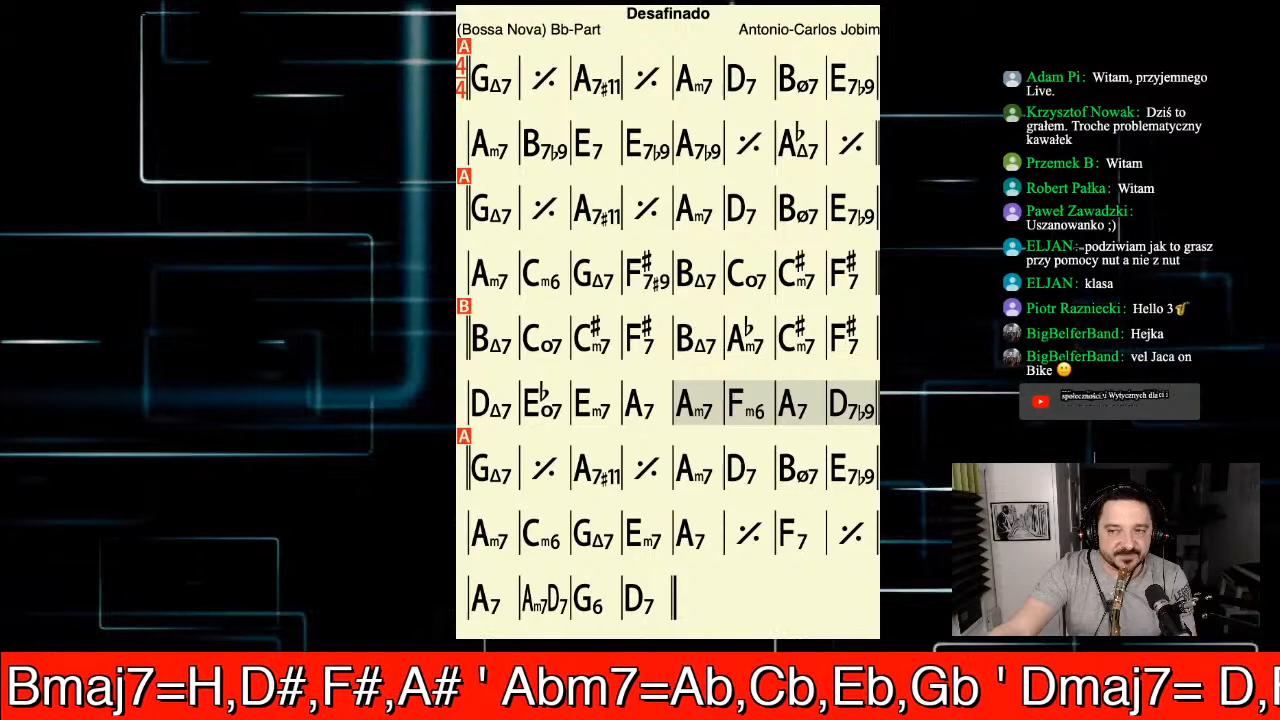 Desafinado
(Bossa Nova) Bb-Part Antonio-Carlos Jobim
A
4/4 GΔ7 | 𝄎 | A7♯11 | 𝄎 | Am7 | D7 | Bø7 | E7♭9
Am7 | B7♭9 | E7 | E7♭9 | A7♭9 | 𝄎 | A♭Δ7 | 𝄎
A
GΔ7 | 𝄎 | A7♯11 | 𝄎 | Am7 | D7 | Bø7 | E7♭9
Am7 | Cm6 | GΔ7 | F♯7♯9 | BΔ7 | Co7 | C♯m7 | F♯7
B
BΔ7 | Co7 | C♯m7 | F♯7 | BΔ7 | A♭m7 | C♯m7 | F♯7
DΔ7 | E♭o7 | Em7 | A7 | Am7 | Fm6 | A7 | D7♭9
A
GΔ7 | 𝄎 | A7♯11 | 𝄎 | Am7 | D7 | Bø7 | E7♭9
Am7 | Cm6 | GΔ7 | Em7 | A7 | 𝄎 | F7 | 𝄎
A7 | Am7 D7 | G6 | D7
Adam Pi: Witam, przyjemnego
Live.
Krzysztof Nowak: Dziś to
grałem. Troche problematyczny
kawałek
Przemek B: Witam
Robert Pałka: Witam
Paweł Zawadzki:
Uszanowanko ;)
ELJAN: podziwiam jak to grasz
przy pomocy nut a nie z nut
ELJAN: klasa
Piotr Razniecki: Hello 3🎷
BigBelferBand: Hejka
BigBelferBand: vel Jaca on
Bike 🙂
społeczności Wytycznych dla
Bmaj7=H,D#,F#,A# ' Abm7=Ab,Cb,Eb,Gb ' Dmaj7= D,